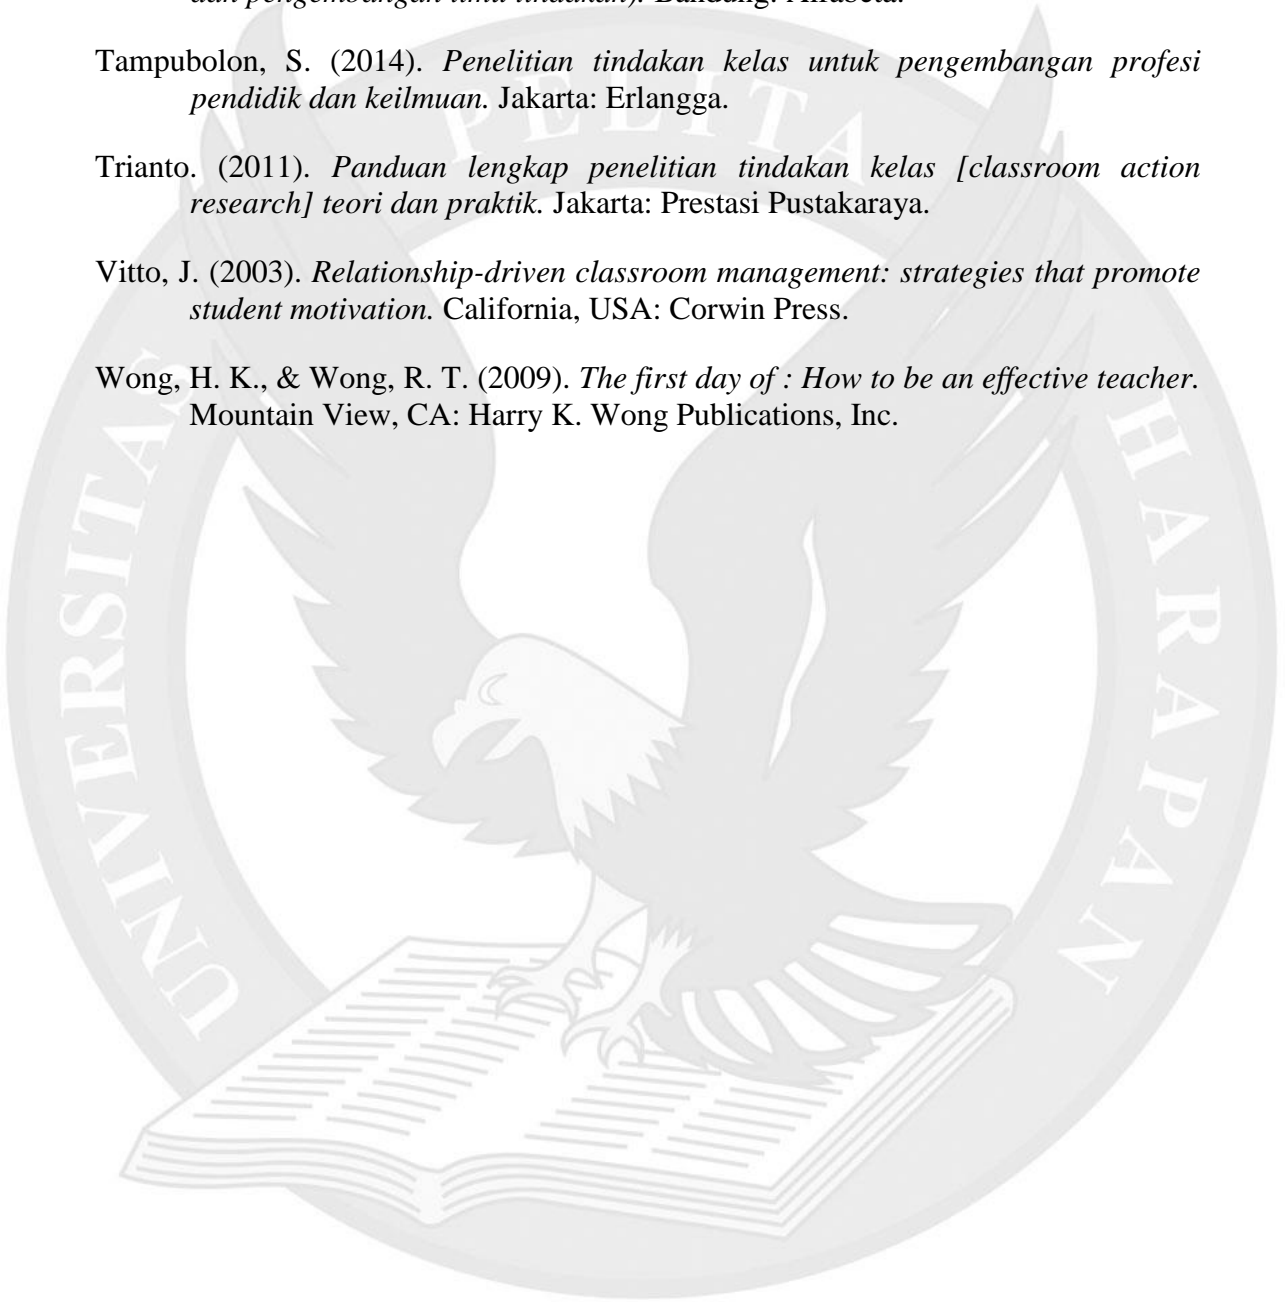 dan pengembangan ilmu tindakan). Bandung: Alfabeta.
Tampubolon, S. (2014). Penelitian tindakan kelas untuk pengembangan profesi
pendidik dan keilmuan. Jakarta: Erlangga.
Trianto. (2011). Panduan lengkap penelitian tindakan kelas [classroom action
research] teori dan praktik. Jakarta: Prestasi Pustakaraya.
Vitto, J. (2003). Relationship-driven classroom management: strategies that promote
student motivation. California, USA: Corwin Press.
Wong, H. K., & Wong, R. T. (2009). The first day of : How to be an effective teacher.
Mountain View, CA: Harry K. Wong Publications, Inc.
UNIVERSITAS PELITA HARAPAN